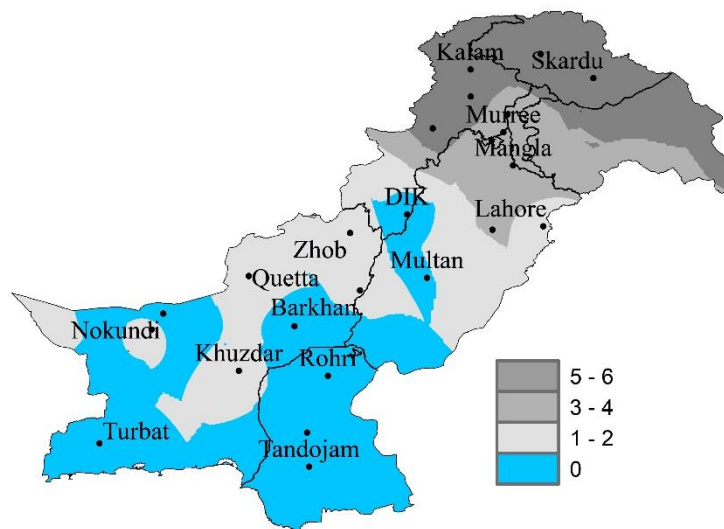 Kalam
Skardu
Murree
Mangla
DIK
Lahore
Zhob
Multan
Quetta
Barkhan
Nokundi
Khuzdar
Rohri
Turbat
Tandojam
5 - 6
3 - 4
1 - 2
0